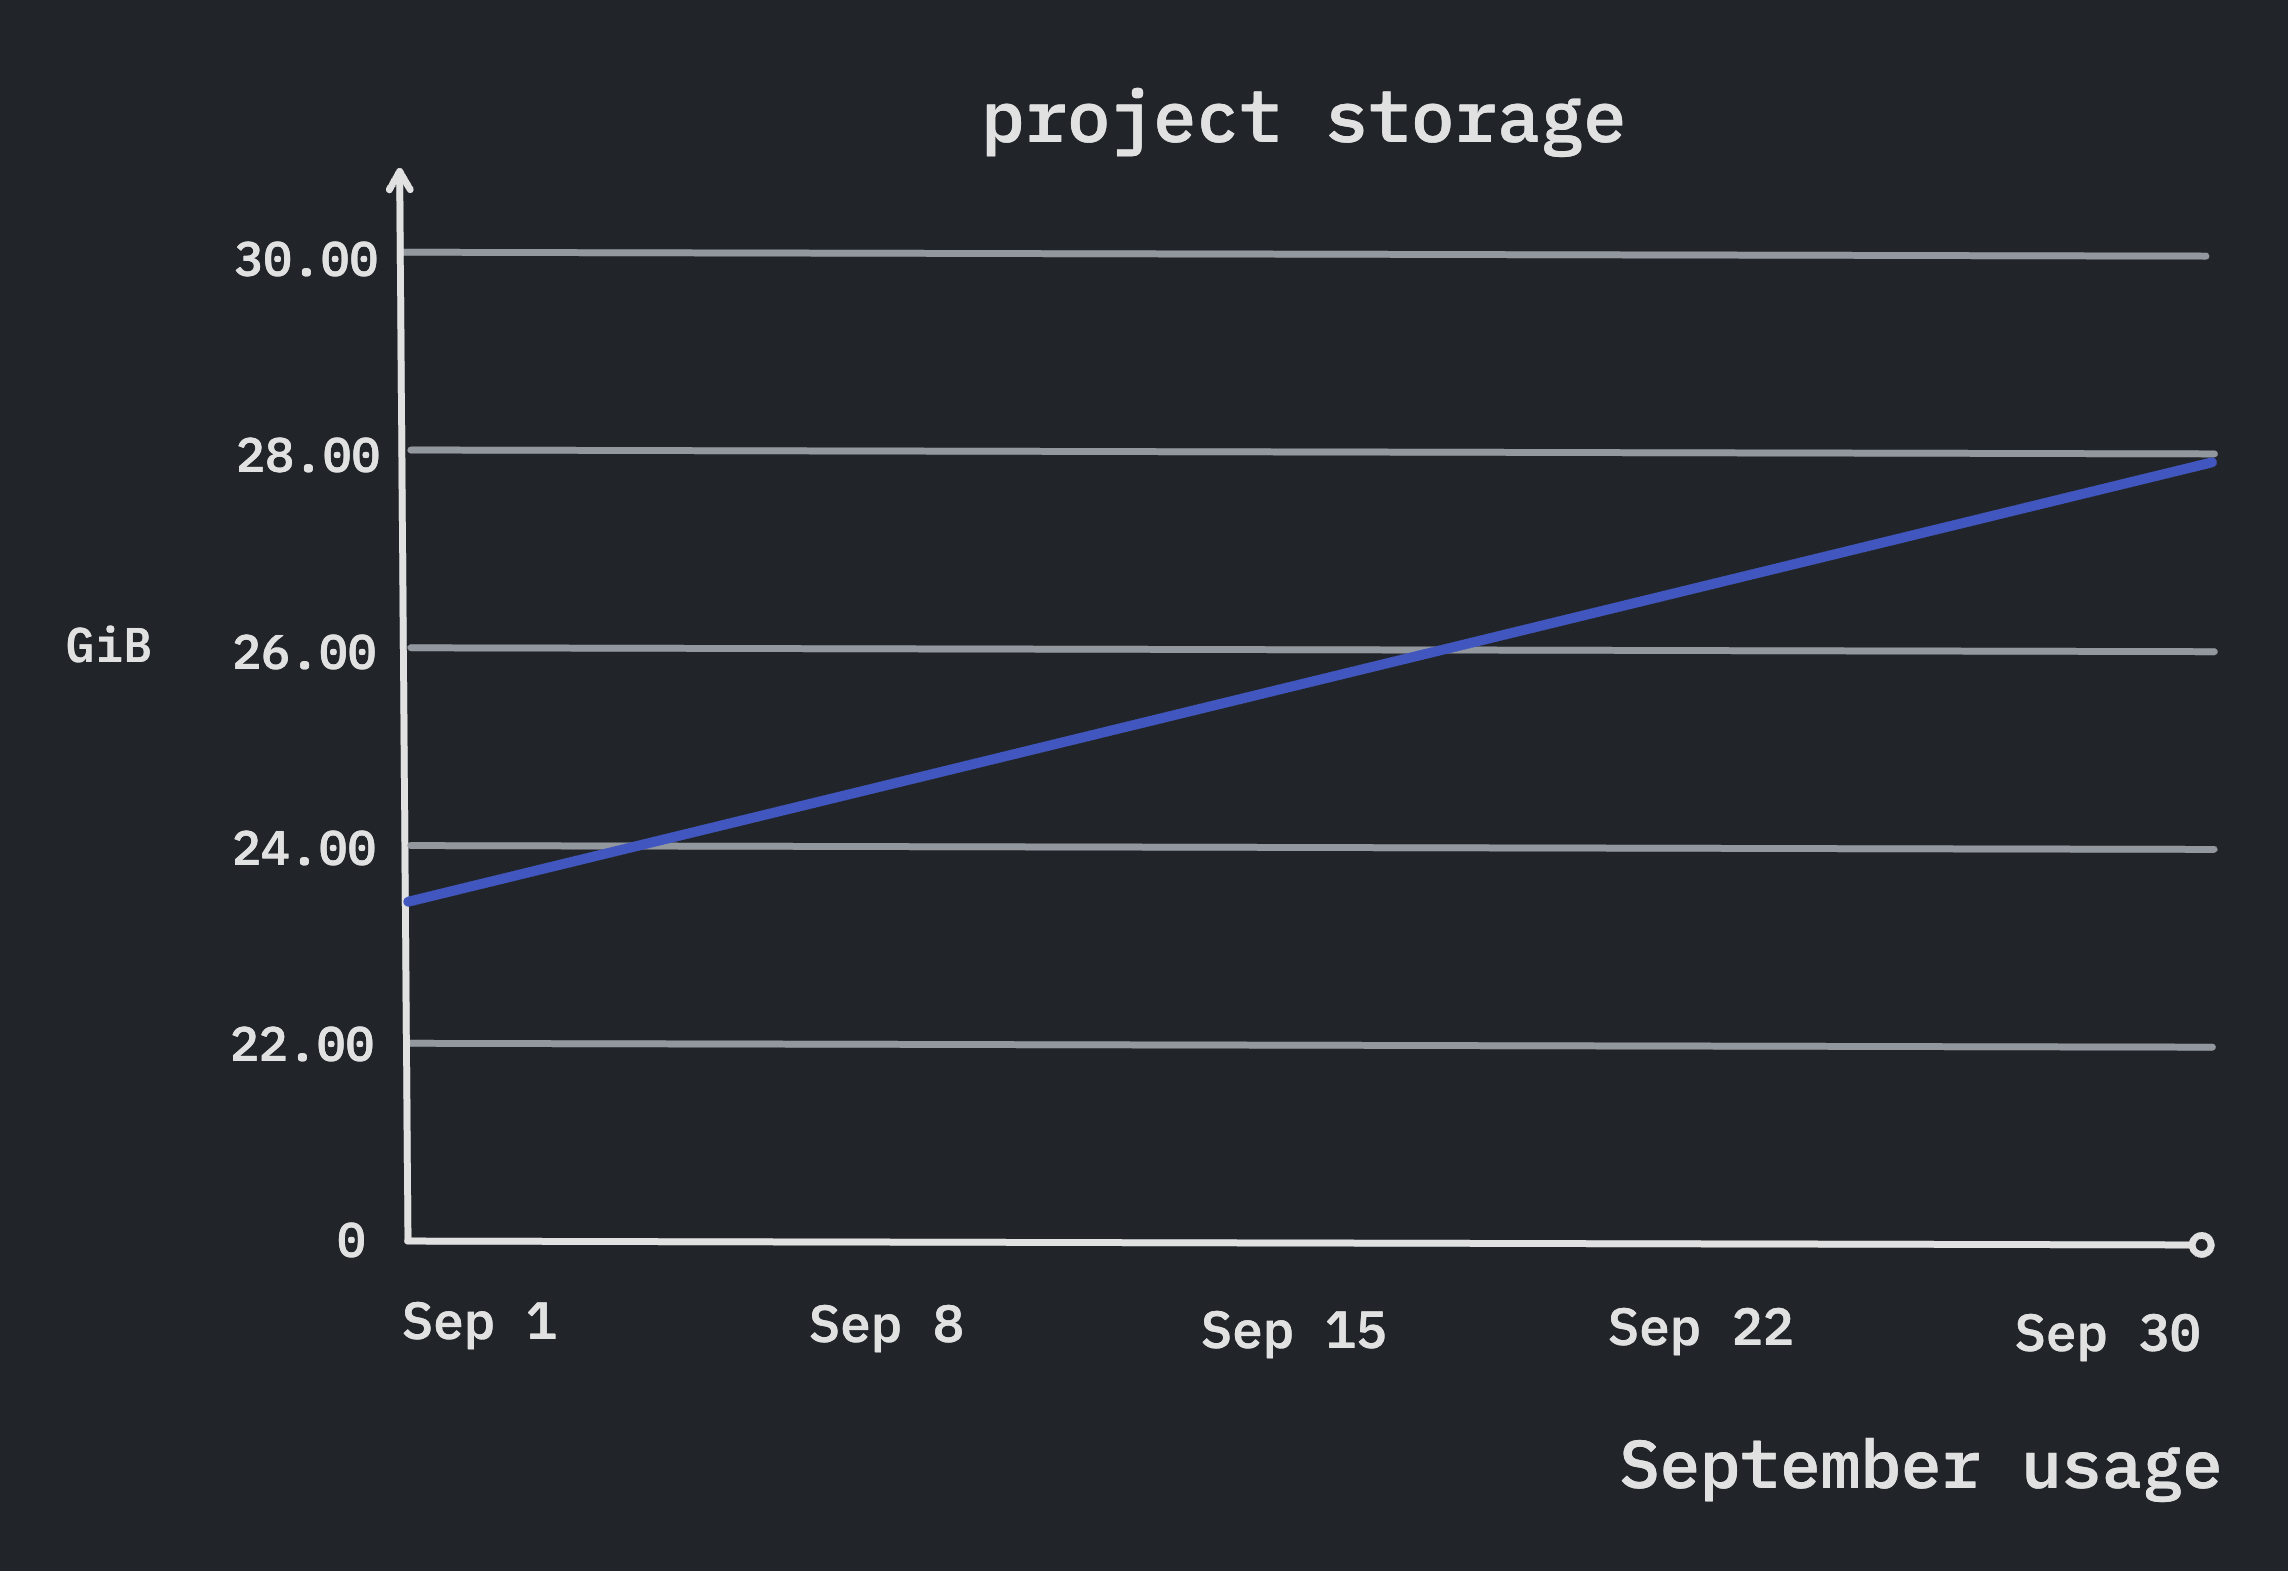 project storage
30.00
28.00
GiB
26.00
24.00
22.00
0
Sep 1
Sep 8
Sep 15
Sep 22
Sep 30
September usage